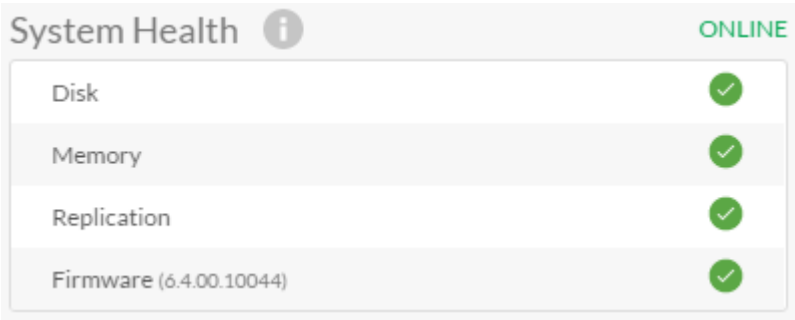 System Health i ONLINE
Disk
Memory
Replication
Firmware (6.4.00.10044)